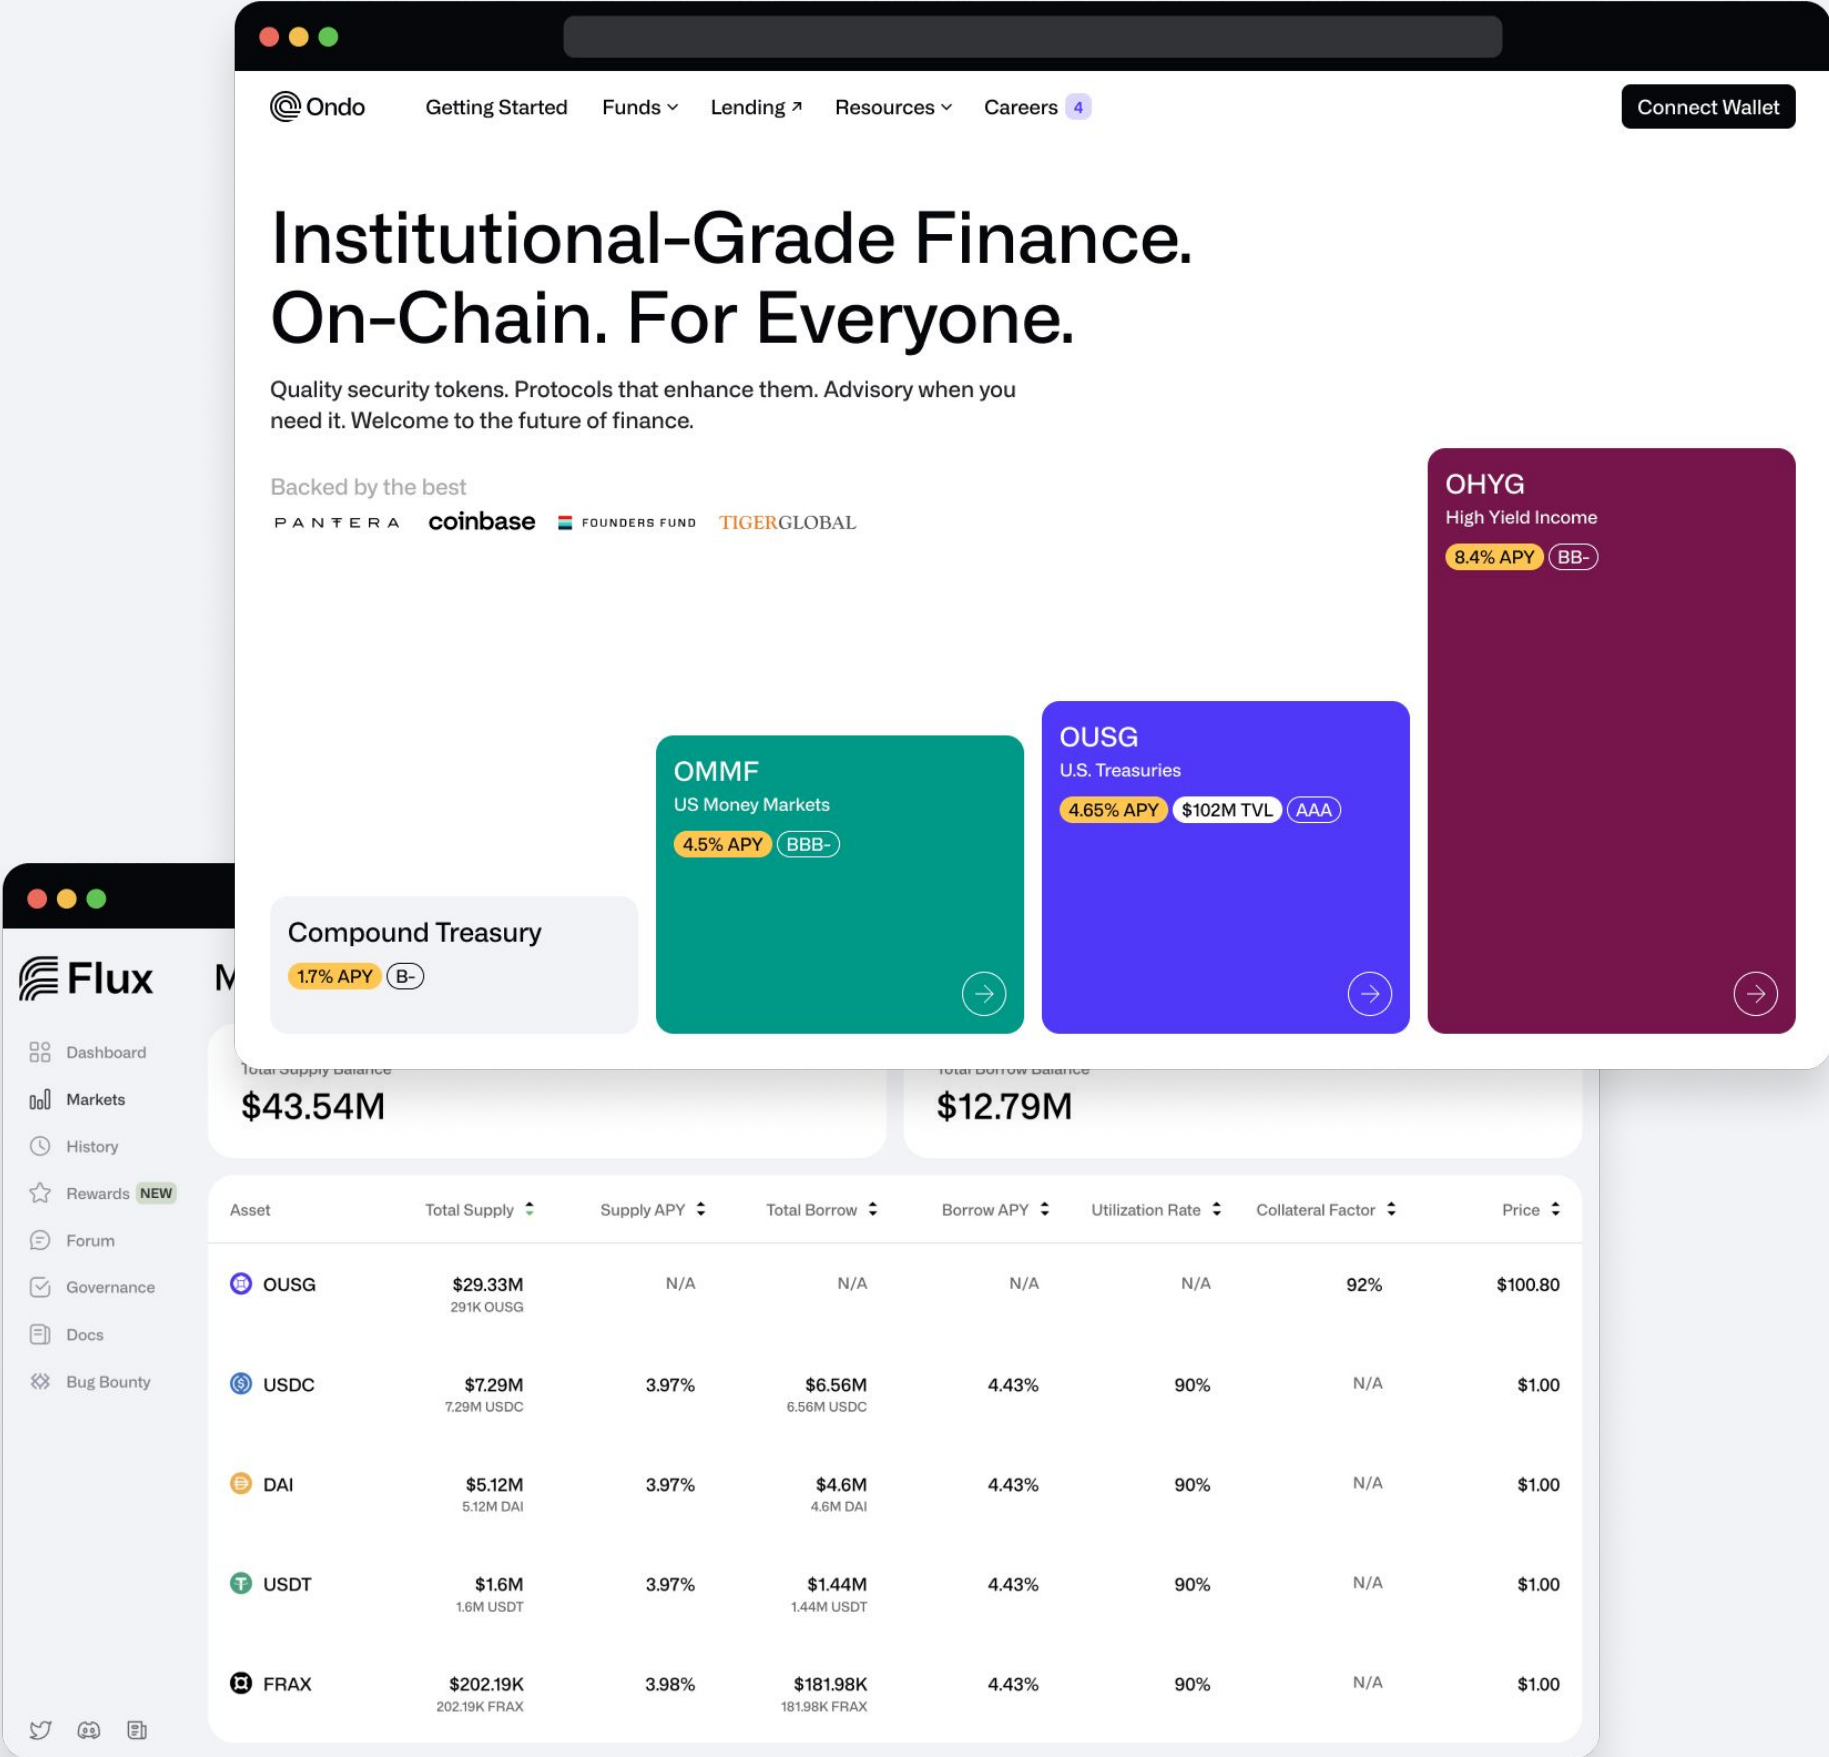 Ondo
Getting Started
Funds
Lending
Resources
Careers 4
Connect Wallet
Institutional-Grade Finance.
On-Chain. For Everyone.
Quality security tokens. Protocols that enhance them. Advisory when you
need it. Welcome to the future of finance.
Backed by the best
PANTERA coinbase FOUNDERS FUND TIGERGLOBAL
Compound Treasury
1.7% APY B-
OMMF
US Money Markets
4.5% APY BBB-
OUSG
U.S. Treasuries
4.65% APY $102M TVL AAA
OHYG
High Yield Income
8.4% APY BB-
Flux
Dashboard
Markets
History
Rewards NEW
Forum
Governance
Docs
Bug Bounty
Total Supply Balance
$43.54M
Total Borrow Balance
$12.79M
Asset Total Supply Supply APY Total Borrow Borrow APY Utilization Rate Collateral Factor Price
OUSG $29.33M N/A N/A N/A N/A 92% $100.80
291K OUSG
USDC $7.29M 3.97% $6.56M 4.43% 90% N/A $1.00
7.29M USDC 6.56M USDC
DAI $5.12M 3.97% $4.6M 4.43% 90% N/A $1.00
5.12M DAI 4.6M DAI
USDT $1.6M 3.97% $1.44M 4.43% 90% N/A $1.00
1.6M USDT 1.44M USDT
FRAX $202.19K 3.98% $181.98K 4.43% 90% N/A $1.00
202.19K FRAX 181.98K FRAX